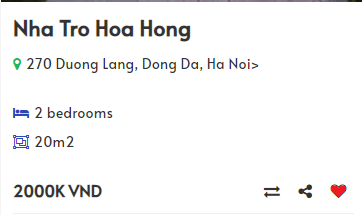 Nha Tro Hoa Hong
270 Duong Lang, Dong Da, Ha Noi>
2 bedrooms
20m2
2000K VND